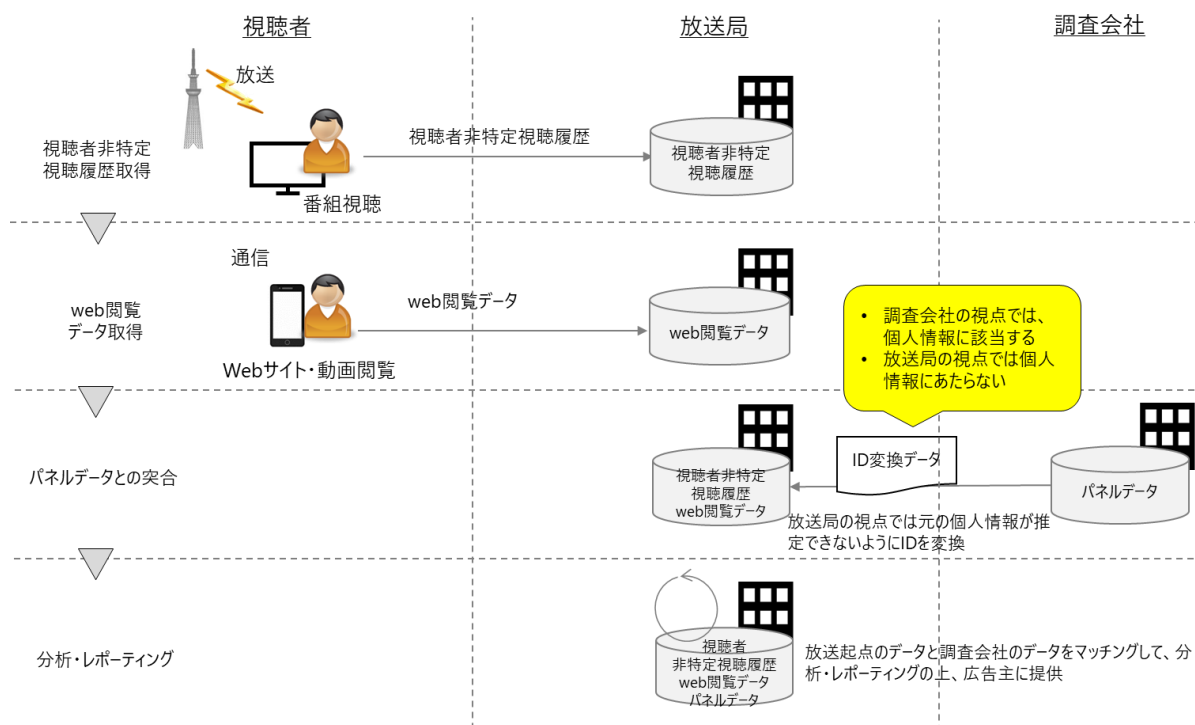 視聴者
放送局
調査会社
放送
視聴者非特定
視聴履歴取得
視聴者非特定視聴履歴
視聴者非特定
視聴履歴
番組視聴
通信
web閲覧
データ取得
web閲覧データ
web閲覧データ
Webサイト・動画閲覧
• 調査会社の視点では、
個人情報に該当する
• 放送局の視点では個人
情報にあたらない
パネルデータとの突合
視聴者非特定
視聴履歴
web閲覧データ
ID変換データ
パネルデータ
放送局の視点では元の個人情報が推
定できないようにIDを変換
分析・レポーティング
視聴者
非特定視聴履歴
web閲覧データ
パネルデータ
放送起点のデータと調査会社のデータをマッチングして、分
析・レポーティングの上、広告主に提供